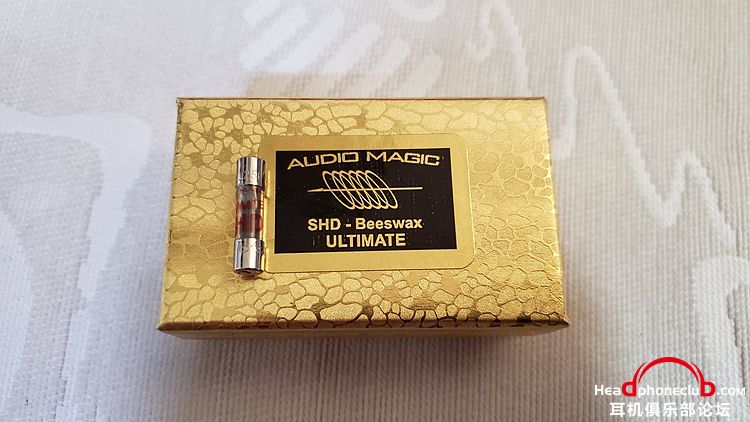 AUDIO MAGIC
SHD - Beeswax
ULTIMATE
Headphoneclub.com
耳机俱乐部论坛